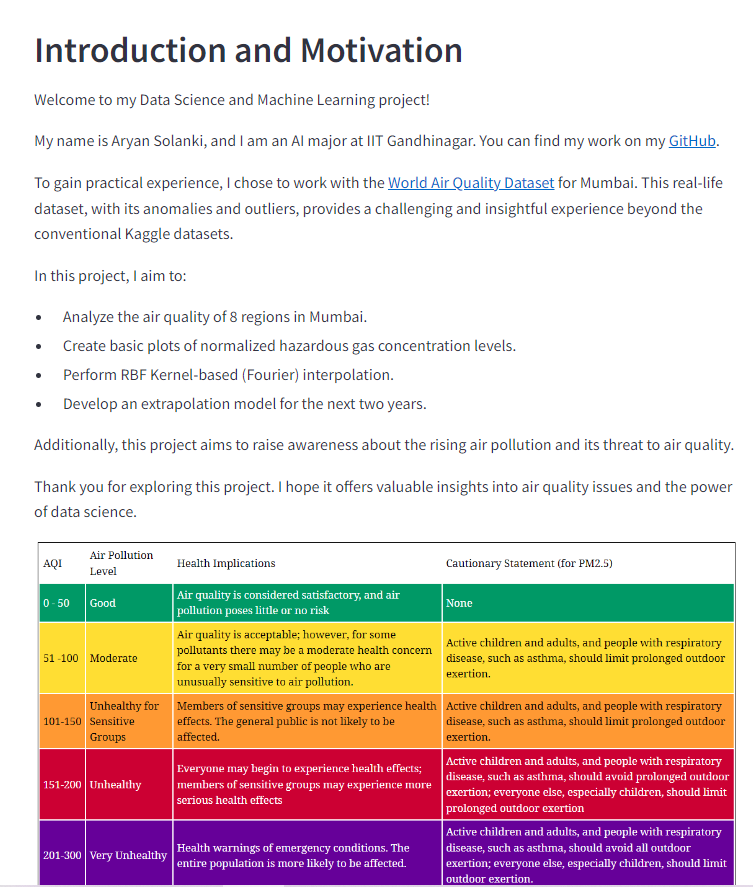 Introduction and Motivation
Welcome to my Data Science and Machine Learning project!
My name is Aryan Solanki, and I am an AI major at IIT Gandhinagar. You can find my work on my GitHub.
To gain practical experience, I chose to work with the World Air Quality Dataset for Mumbai. This real-life
dataset, with its anomalies and outliers, provides a challenging and insightful experience beyond the
conventional Kaggle datasets.
In this project, I aim to:
• Analyze the air quality of 8 regions in Mumbai.
• Create basic plots of normalized hazardous gas concentration levels.
• Perform RBF Kernel-based (Fourier) interpolation.
• Develop an extrapolation model for the next two years.
Additionally, this project aims to raise awareness about the rising air pollution and its threat to air quality.
Thank you for exploring this project. I hope it offers valuable insights into air quality issues and the power
of data science.
AQI
Air Pollution
Level
Health Implications
Cautionary Statement (for PM2.5)
0 - 50
Good
Air quality is considered satisfactory, and air
pollution poses little or no risk
None
51 -100
Moderate
Air quality is acceptable; however, for some
pollutants there may be a moderate health concern
for a very small number of people who are
unusually sensitive to air pollution.
Active children and adults, and people with respiratory
disease, such as asthma, should limit prolonged outdoor
exertion.
101-150
Unhealthy for
Sensitive
Groups
Members of sensitive groups may experience health
effects. The general public is not likely to be
affected.
Active children and adults, and people with respiratory
disease, such as asthma, should limit prolonged outdoor
exertion.
151-200
Unhealthy
Everyone may begin to experience health effects;
members of sensitive groups may experience more
serious health effects
Active children and adults, and people with respiratory
disease, such as asthma, should avoid prolonged outdoor
exertion; everyone else, especially children, should limit
prolonged outdoor exertion
201-300
Very Unhealthy
Health warnings of emergency conditions. The
entire population is more likely to be affected.
Active children and adults, and people with respiratory
disease, such as asthma, should avoid all outdoor
exertion; everyone else, especially children, should limit
outdoor exertion.